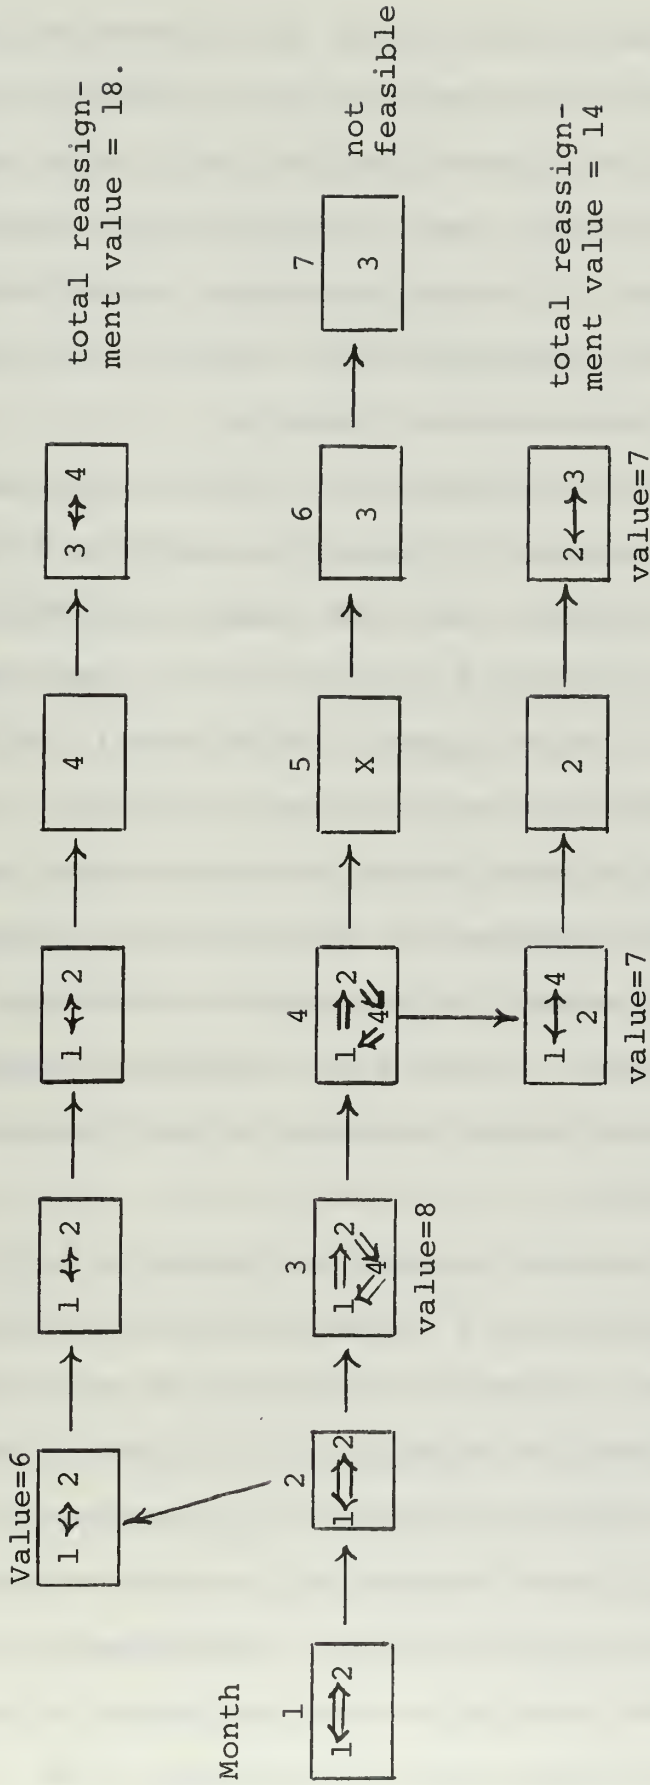 Value=6
1 ↔ 2
1 ↔ 2
1 ↔ 2
4
3 ↔ 4
total reassign-
ment value = 18.
Month
1 2 3 4 5 6 7
1⇔2
1⇔2
1⇒2
4
1⇒2
4
X
3
3
not
feasible
value=8
1↔4
2
2
2↔3
total reassign-
ment value = 14
value=7
value=7